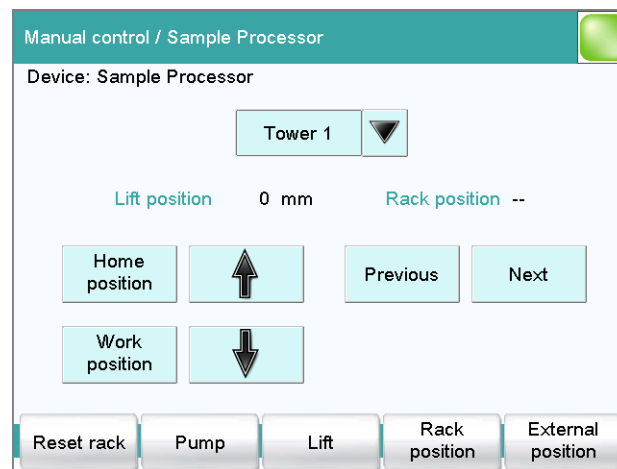 Manual control / Sample Processor
Device: Sample Processor
Tower 1
Lift position 0 mm Rack position --
Home
position
Previous
Next
Work
position
Reset rack
Pump
Lift
Rack
position
External
position